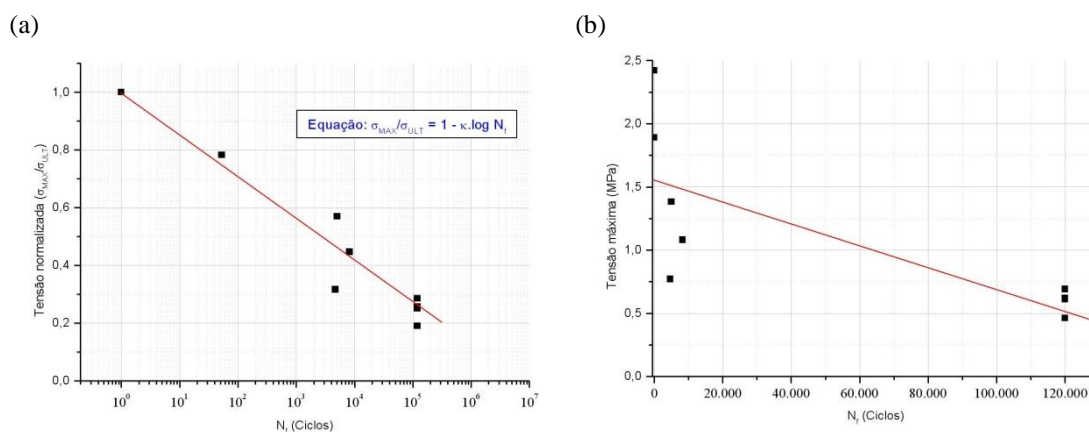 (a)
(b)
Tensão normalizada (σMAX/σULT)
1,0
0,8
0,6
0,4
0,2
0,0
Equação: σMAX/σULT = 1 - κ.log Nf
10⁰ 10¹ 10² 10³ 10⁴ 10⁵ 10⁶ 10⁷
Nf (Ciclos)
Tensão máxima (MPa)
2,5
2,0
1,5
1,0
0,5
0,0
0 20.000 40.000 60.000 80.000 100.000 120.000
Nf (Ciclos)